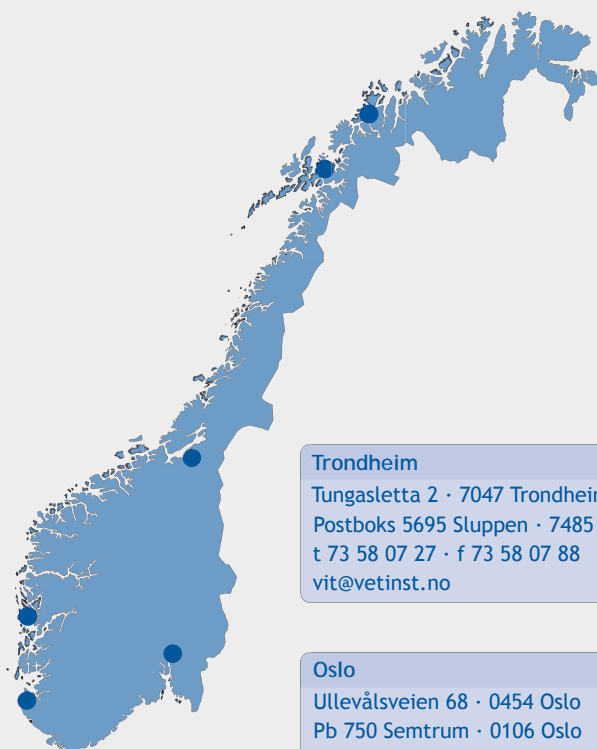 Trondheim
Tungasletta 2 · 7047
Postboks 5695 Sluppen · 7485
t 73 58 07 27 · f 73 58 07 88
vit@vetinst.no
Oslo
Ullevålsveien 68 · 0454 Oslo
Pb 750 Semtrum · 0106 Oslo